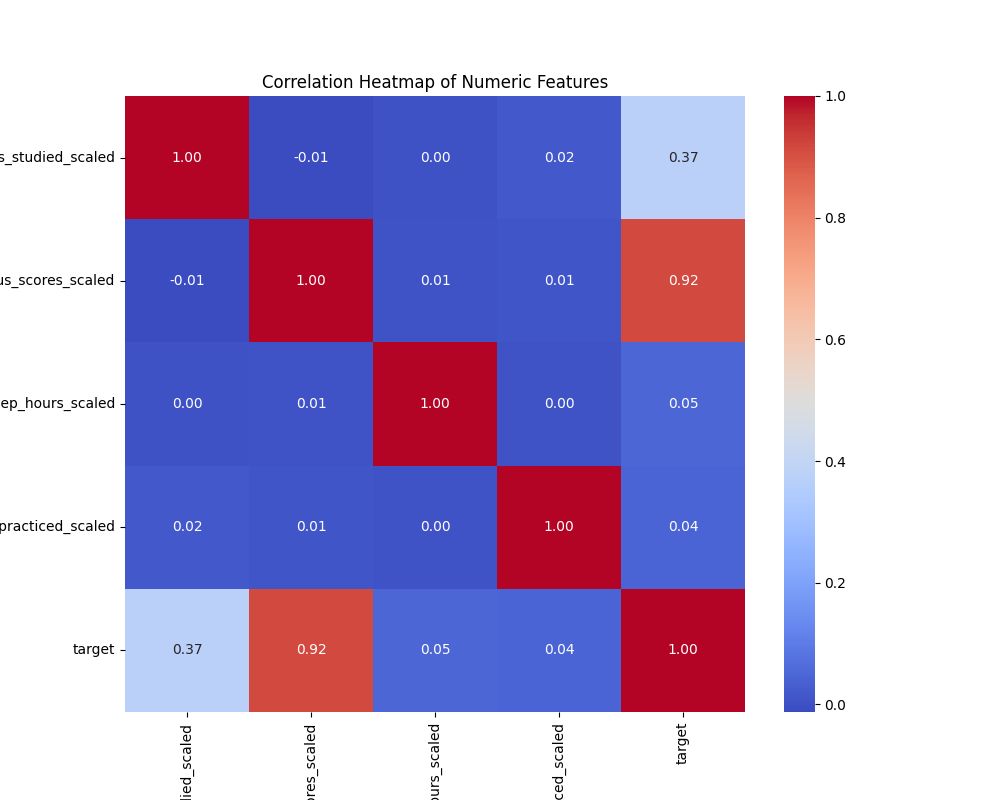 Correlation Heatmap of Numeric Features
s_studied_scaled 1.00 -0.01 0.00 0.02 0.37
us_scores_scaled -0.01 1.00 0.01 0.01 0.92
ep_hours_scaled 0.00 0.01 1.00 0.00 0.05
practiced_scaled 0.02 0.01 0.00 1.00 0.04
target 0.37 0.92 0.05 0.04 1.00
died_scaled
ores_scaled
ours_scaled
ced_scaled
target
1.0
0.8
0.6
0.4
0.2
0.0